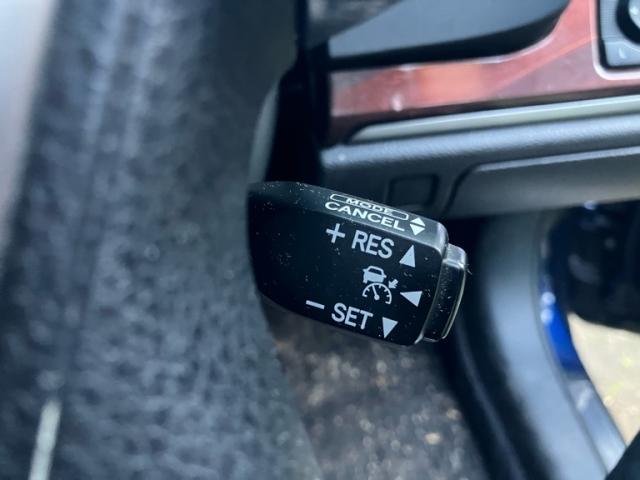 MODE
CANCEL
+ RES
− SET